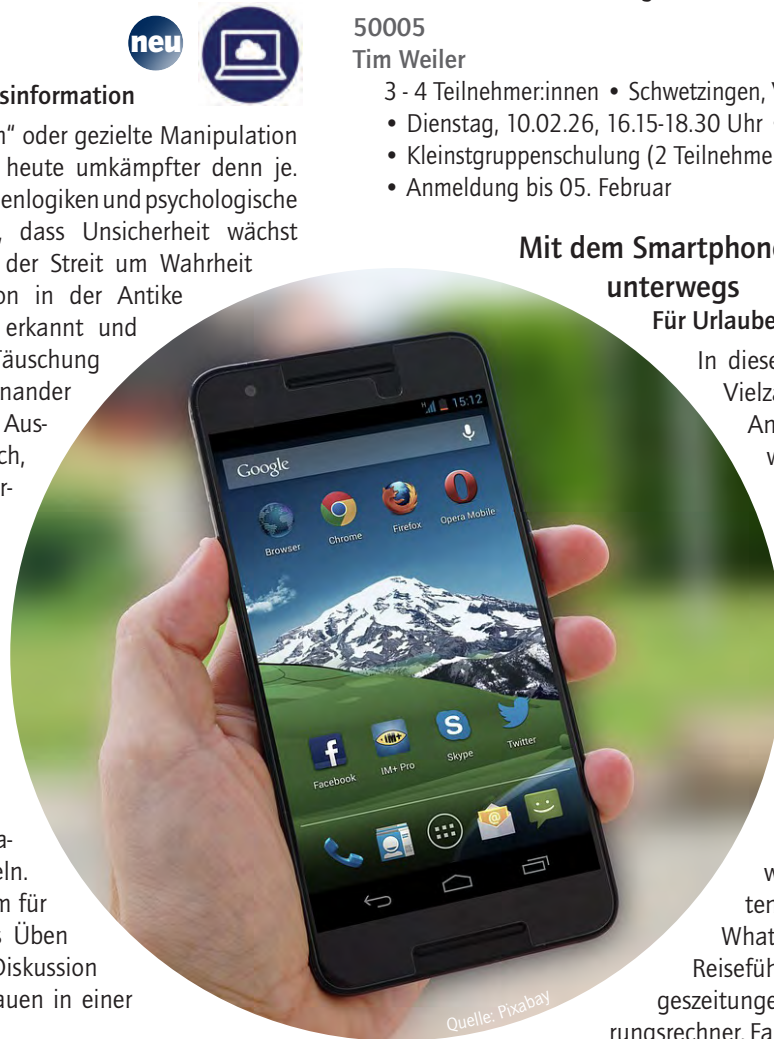 neu
sinformation
“ oder gezielte Manipulation
heute umkämpfter denn je.
enlogiken und psychologische
, dass Unsicherheit wächst
der Streit um Wahrheit
on in der Antike
erkannt und
Täuschung
nander
Aus-
ch,
r-
a-
eln.
m für
s Üben
Diskussion
auen in einer
50005
Tim Weiler
3 - 4 Teilnehmer:innen • Schwetzingen,
• Dienstag, 10.02.26, 16.15-18.30 Uhr
• Kleinstgruppenschulung (2 Teilnehme
• Anmeldung bis 05. Februar
Mit dem Smartphone
unterwegs
Für Urlaube
In diese
Vielza
An
w
w
ten
What
Reisefüh
geszeitunge
rungsrechner, Fa
15:12
Google
Browser
Chrome
Firefox
Opera Mobile
Facebook
IM+ Pro
Skype
Twitter
Quelle: Pixabay